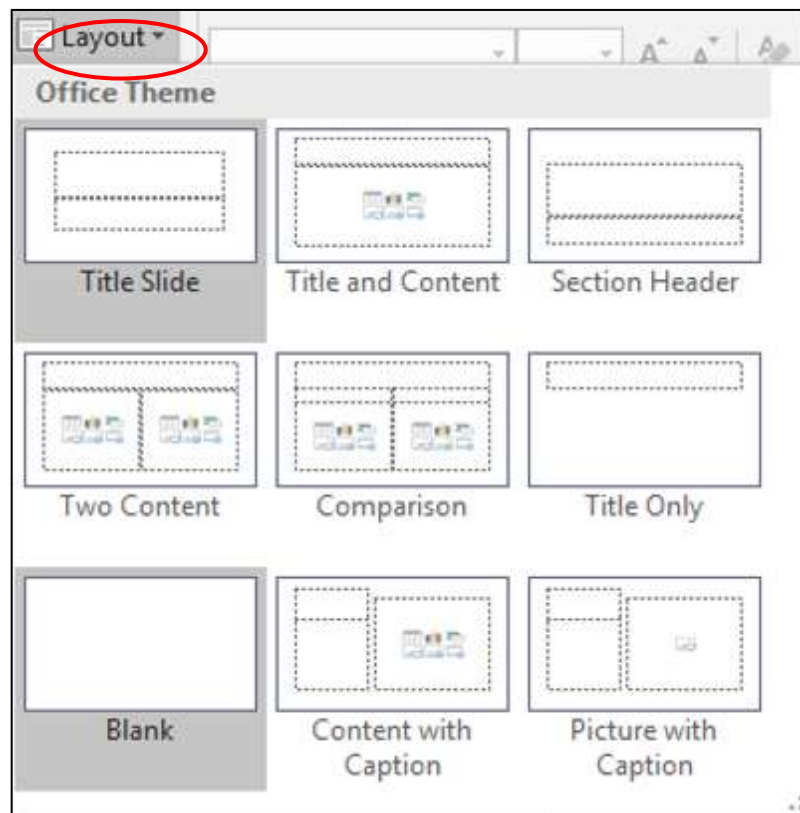 Layout
Office Theme
Title Slide
Title and Content
Section Header
Two Content
Comparison
Title Only
Blank
Content with
Caption
Picture with
Caption